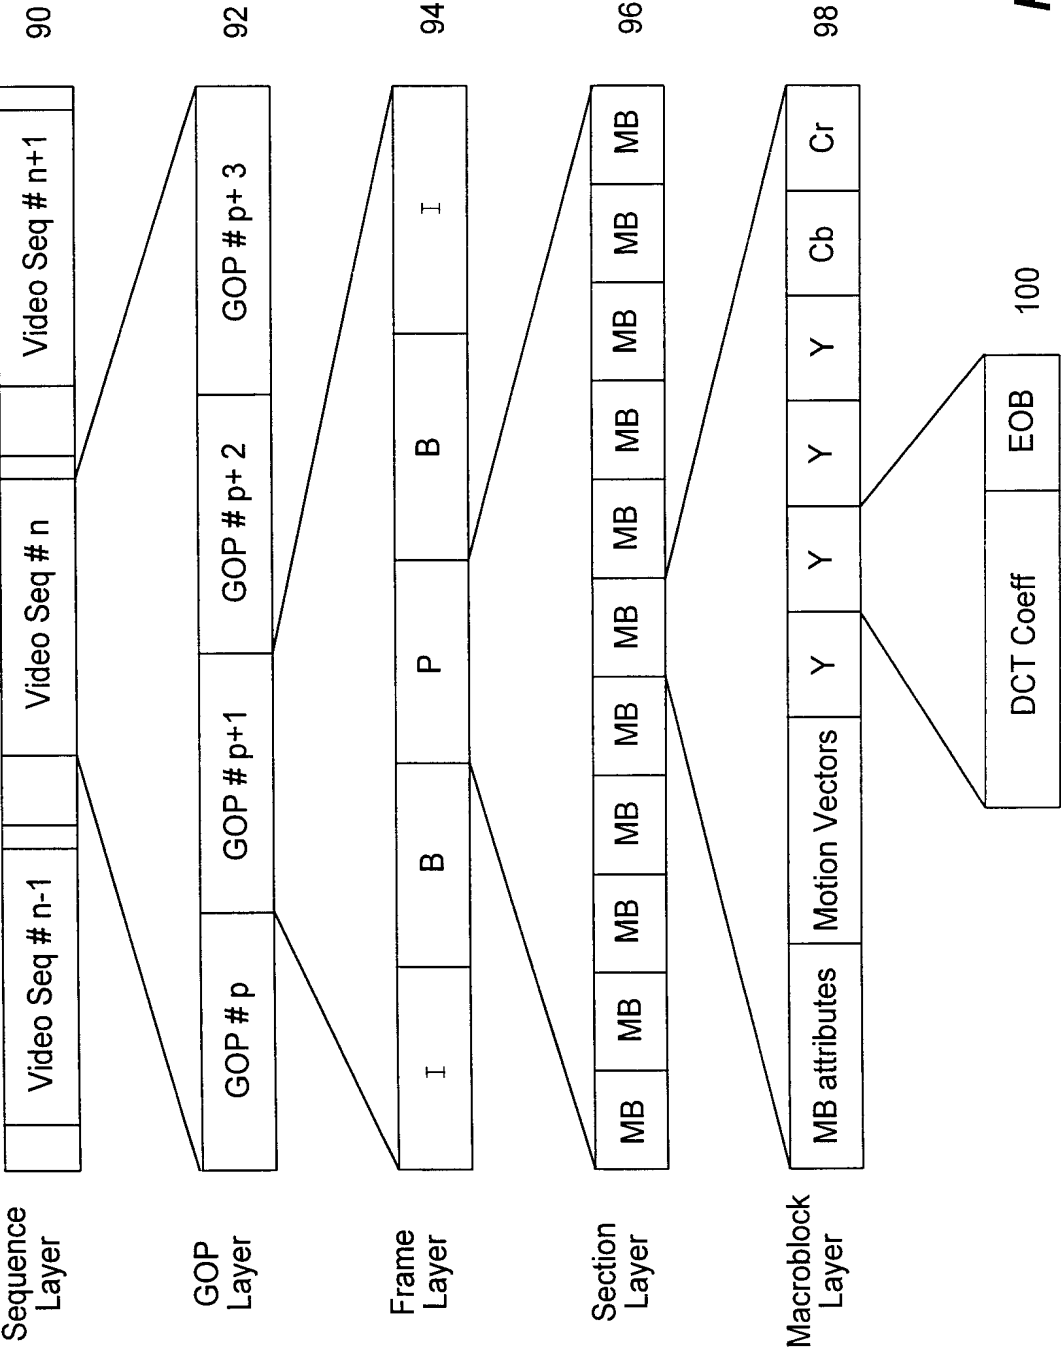 Sequence
Layer
Video Seq # n-1
Video Seq # n
Video Seq # n+1
90
GOP
Layer
GOP # p
GOP # p+1
GOP # p+ 2
GOP # p+ 3
92
Frame
Layer
I
B
P
B
I
94
Section
Layer
MB
MB
MB
MB
MB
MB
MB
MB
MB
MB
MB
96
Macroblock
Layer
MB attributes
Motion Vectors
Y
Y
Y
Y
Cb
Cr
98
DCT Coeff
EOB
100